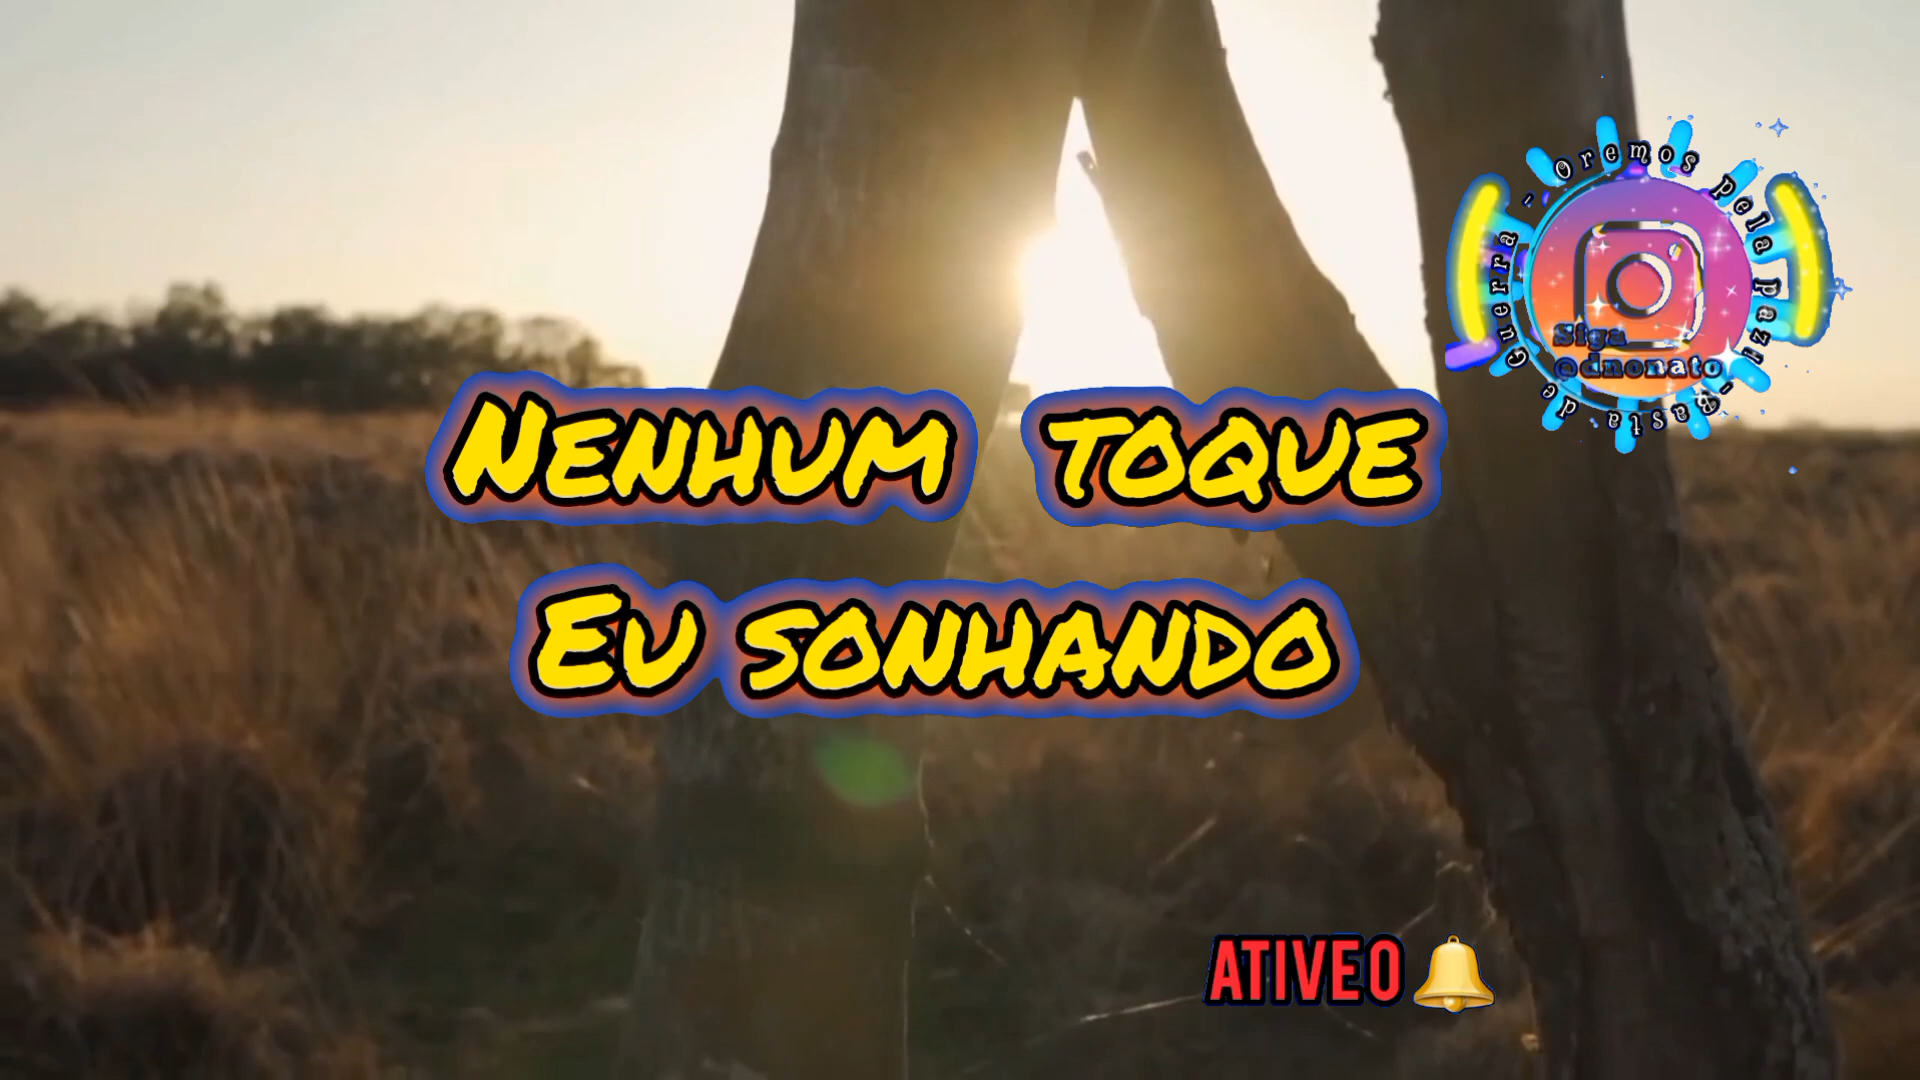 Oremos pela paz! - Basta de Guerra -
Siga
@dnonato
NENHUM TOQUE
EU SONHANDO
ATIVE O